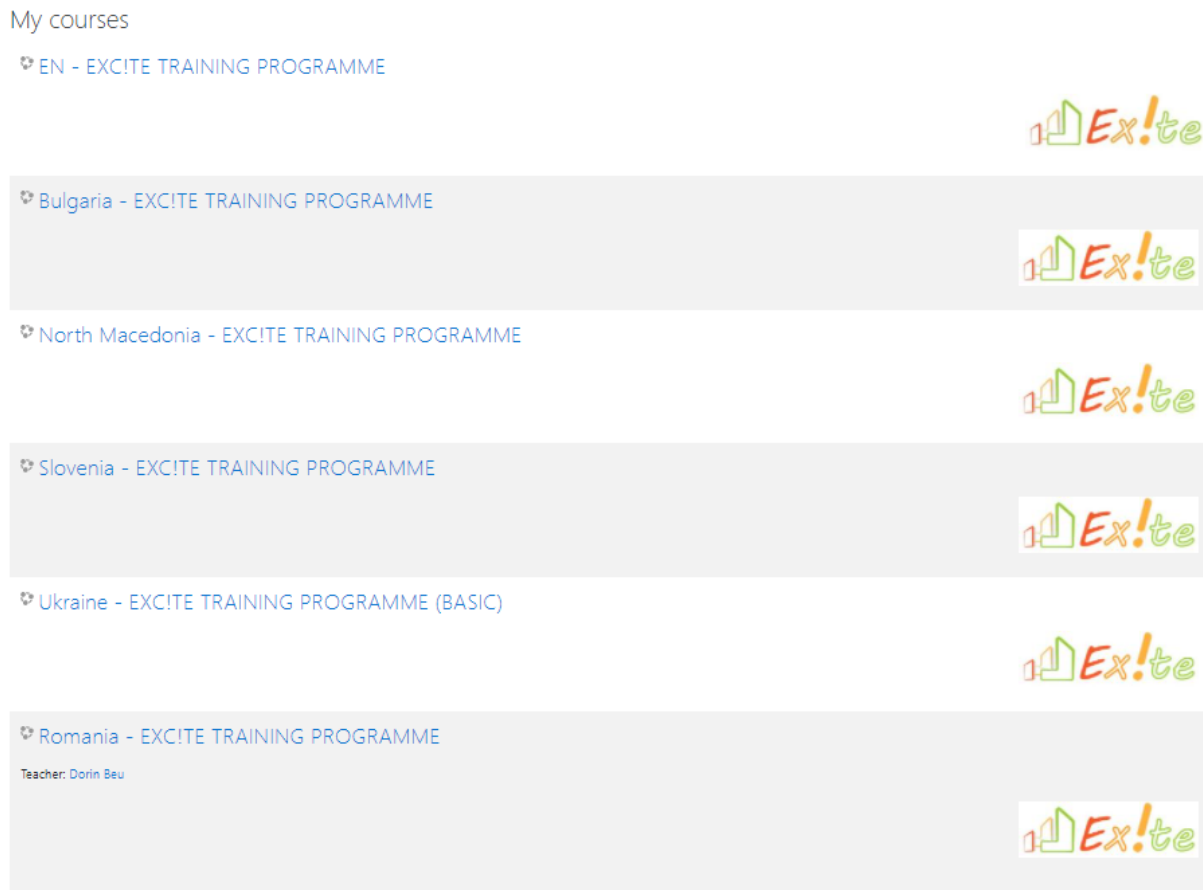 My courses
EN - EXC!TE TRAINING PROGRAMME
Ex!te
Bulgaria - EXC!TE TRAINING PROGRAMME
Ex!te
North Macedonia - EXC!TE TRAINING PROGRAMME
Ex!te
Slovenia - EXC!TE TRAINING PROGRAMME
Ex!te
Ukraine - EXC!TE TRAINING PROGRAMME (BASIC)
Ex!te
Romania - EXC!TE TRAINING PROGRAMME
Teacher: Dorin Beu
Ex!te